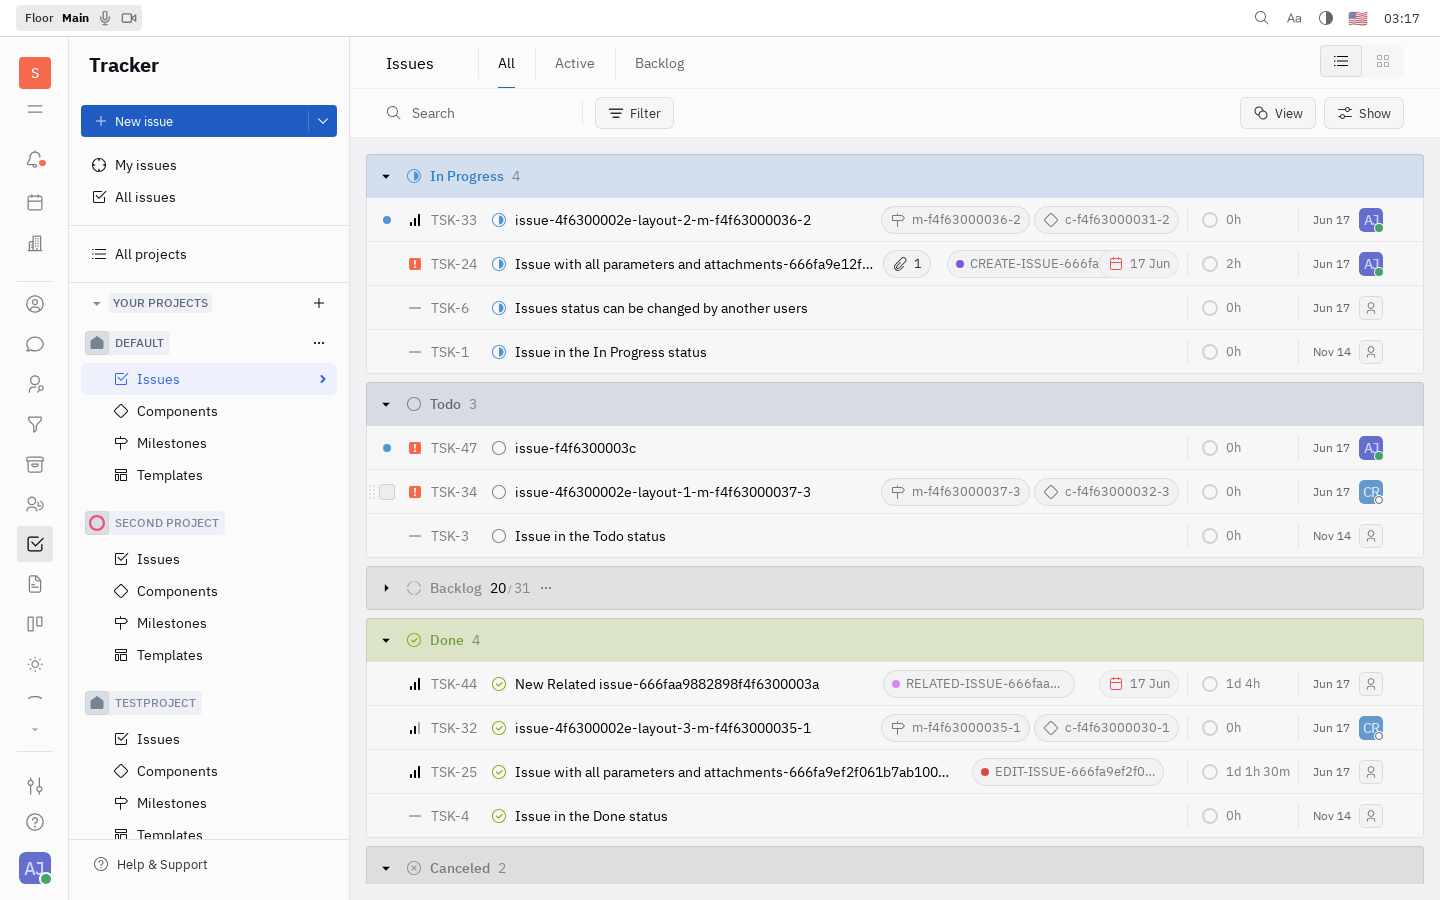 Floor Main
Aa
03:17
S
Tracker
New issue
My issues
All issues
All projects
YOUR PROJECTS
DEFAULT
Issues
Components
Milestones
Templates
SECOND PROJECT
Issues
Components
Milestones
Templates
TESTPROJECT
Issues
Components
Milestones
Templates
Help & Support
AJ
Issues
All
Active
Backlog
Search
Filter
View
Show
In Progress 4
TSK-33 issue-4f6300002e-layout-2-m-f4f63000036-2 m-f4f63000036-2 c-f4f63000031-2 0h Jun 17 AJ
TSK-24 Issue with all parameters and attachments-666fa9e12f... 1 CREATE-ISSUE-666fa 17 Jun 2h Jun 17 AJ
TSK-6 Issues status can be changed by another users 0h Jun 17
TSK-1 Issue in the In Progress status 0h Nov 14
Todo 3
TSK-47 issue-f4f6300003c 0h Jun 17 AJ
TSK-34 issue-4f6300002e-layout-1-m-f4f63000037-3 m-f4f63000037-3 c-f4f63000032-3 0h Jun 17 CR
TSK-3 Issue in the Todo status 0h Nov 14
Backlog 20/31 ...
Done 4
TSK-44 New Related issue-666faa9882898f4f6300003a RELATED-ISSUE-666faa... 17 Jun 1d 4h Jun 17
TSK-32 issue-4f6300002e-layout-3-m-f4f63000035-1 m-f4f63000035-1 c-f4f63000030-1 0h Jun 17 CR
TSK-25 Issue with all parameters and attachments-666fa9ef2f061b7ab100... EDIT-ISSUE-666fa9ef2f0... 1d 1h 30m Jun 17
TSK-4 Issue in the Done status 0h Nov 14
Canceled 2